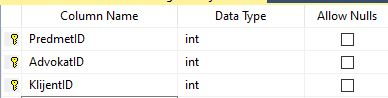 Column Name Data Type Allow Nulls
PredmetID int
AdvokatID int
KlijentID int